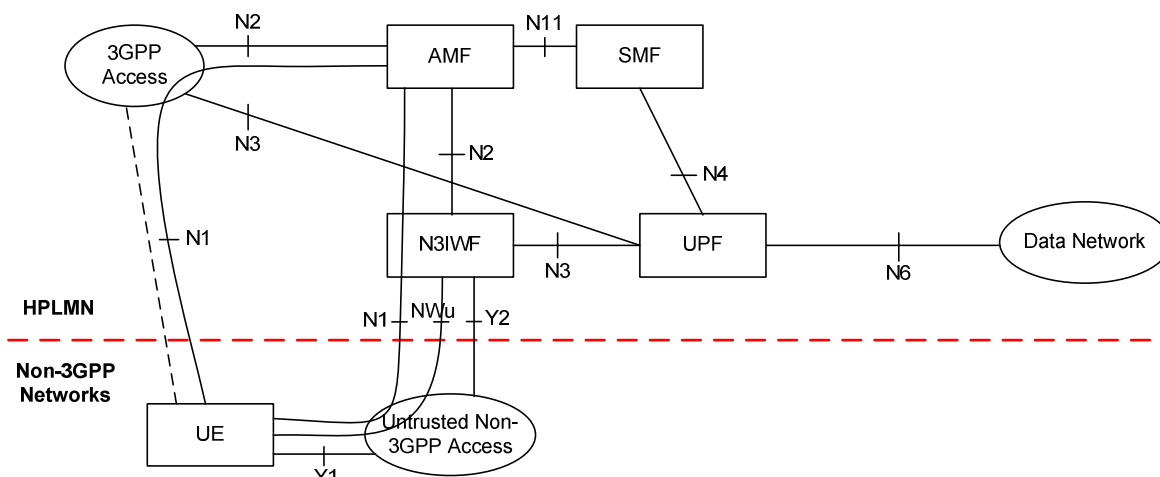 N2
N11
3GPP
Access
AMF
SMF
N3
N2
N4
N1
N3IWF
UPF
Data Network
N3
N6
HPLMN
N1
NWu
Y2
Non-3GPP
Networks
UE
Untrusted Non-
3GPP Access
Y1